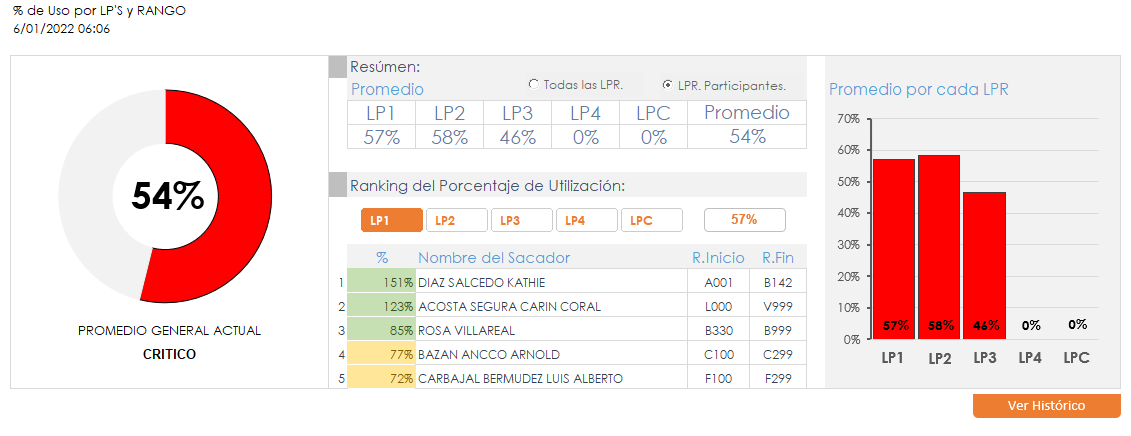 % de Uso por LP'S y RANGO
6/01/2022 06:06
54%
PROMEDIO GENERAL ACTUAL
CRITICO
Resúmen:
Promedio
Todas las LPR.
LPR. Participantes.
LP1 LP2 LP3 LP4 LPC Promedio
57% 58% 46% 0% 0% 54%
Ranking del Porcentaje de Utilización:
LP1 LP2 LP3 LP4 LPC 57%
% Nombre del Sacador R.Inicio R.Fin
1 151% DIAZ SALCEDO KATHIE A001 B142
2 123% ACOSTA SEGURA CARIN CORAL L000 V999
3 85% ROSA VILLAREAL B330 B999
4 77% BAZAN ANCCO ARNOLD C100 C299
5 72% CARBAJAL BERMUDEZ LUIS ALBERTO F100 F299
Promedio por cada LPR
70%
60%
50%
40%
30%
20%
10%
0%
57% 58% 46% 0% 0%
LP1 LP2 LP3 LP4 LPC
Ver Histórico